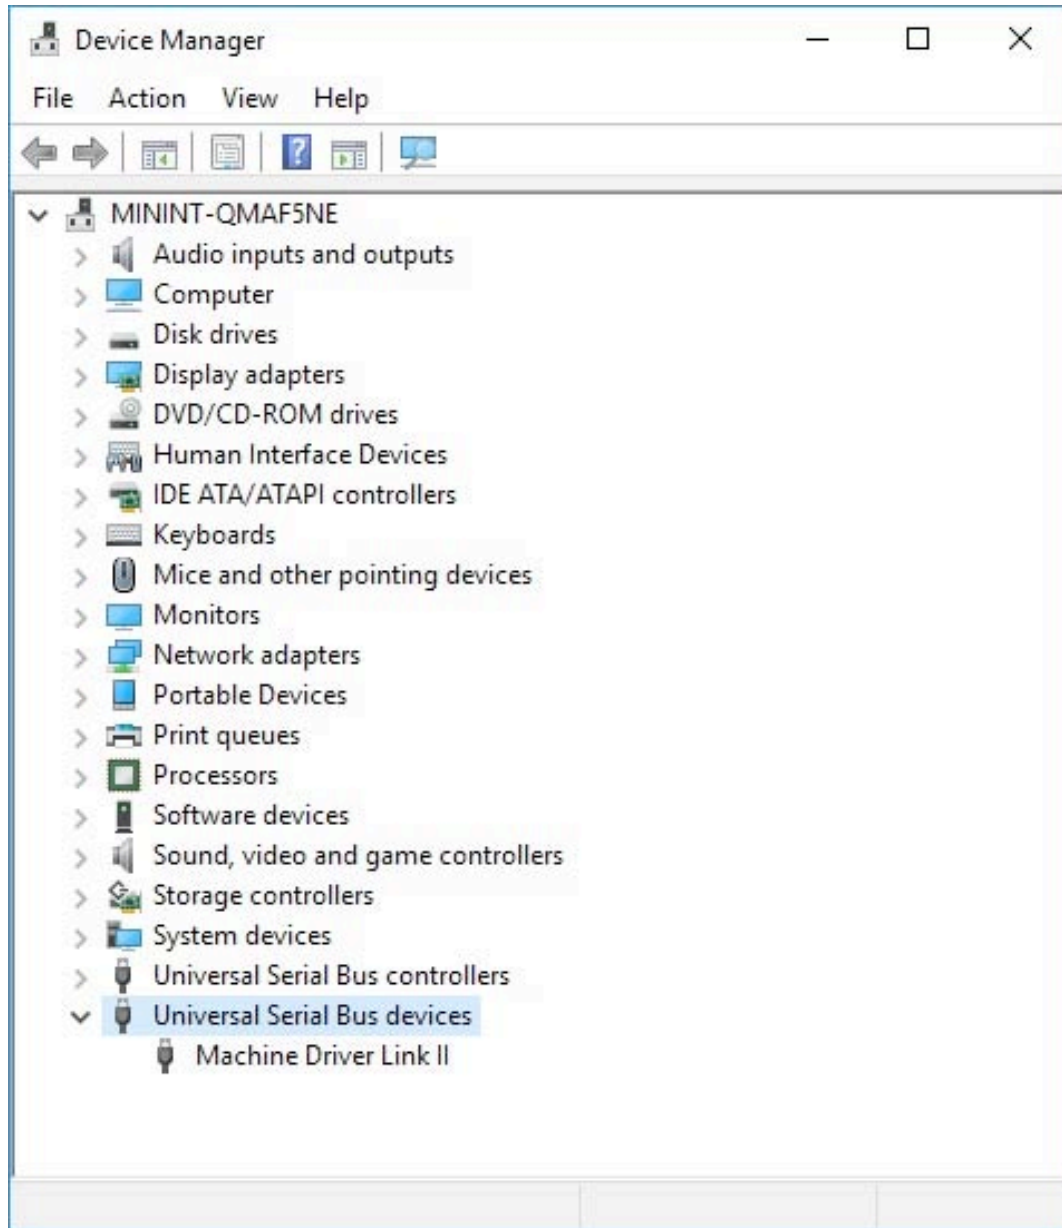 Device Manager
File Action View Help
MININT-QMAF5NE
Audio inputs and outputs
Computer
Disk drives
Display adapters
DVD/CD-ROM drives
Human Interface Devices
IDE ATA/ATAPI controllers
Keyboards
Mice and other pointing devices
Monitors
Network adapters
Portable Devices
Print queues
Processors
Software devices
Sound, video and game controllers
Storage controllers
System devices
Universal Serial Bus controllers
Universal Serial Bus devices
Machine Driver Link II